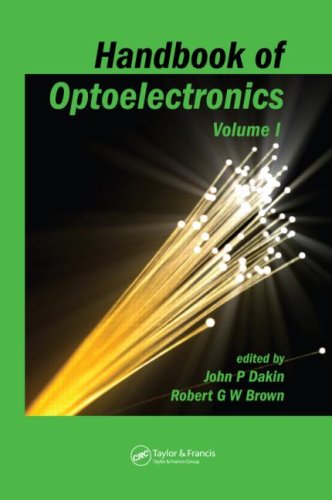 Handbook of
Optoelectronics
Volume I
edited by
John P Dakin
Robert G W Brown
CRC
Taylor & Francis
Taylor & Francis Group